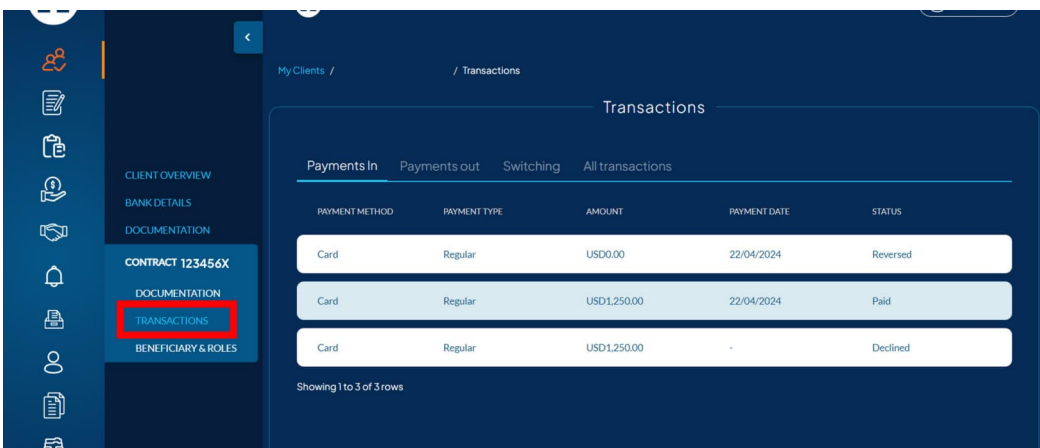 My Clients / / Transactions
Transactions
CLIENT OVERVIEW
BANK DETAILS
DOCUMENTATION
CONTRACT 123456X
DOCUMENTATION
TRANSACTIONS
BENEFICIARY & ROLES
Payments In Payments out Switching All transactions
PAYMENT METHOD PAYMENT TYPE AMOUNT PAYMENT DATE STATUS
Card Regular USD0.00 22/04/2024 Reversed
Card Regular USD1,250.00 22/04/2024 Paid
Card Regular USD1,250.00 - Declined
Showing 1 to 3 of 3 rows